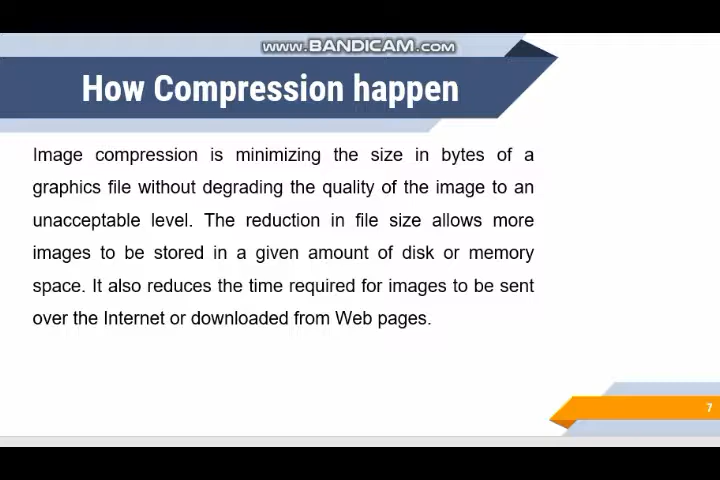 www.BANDICAM.com
How Compression happen
Image compression is minimizing the size in bytes of a
graphics file without degrading the quality of the image to an
unacceptable level. The reduction in file size allows more
images to be stored in a given amount of disk or memory
space. It also reduces the time required for images to be sent
over the Internet or downloaded from Web pages.
7